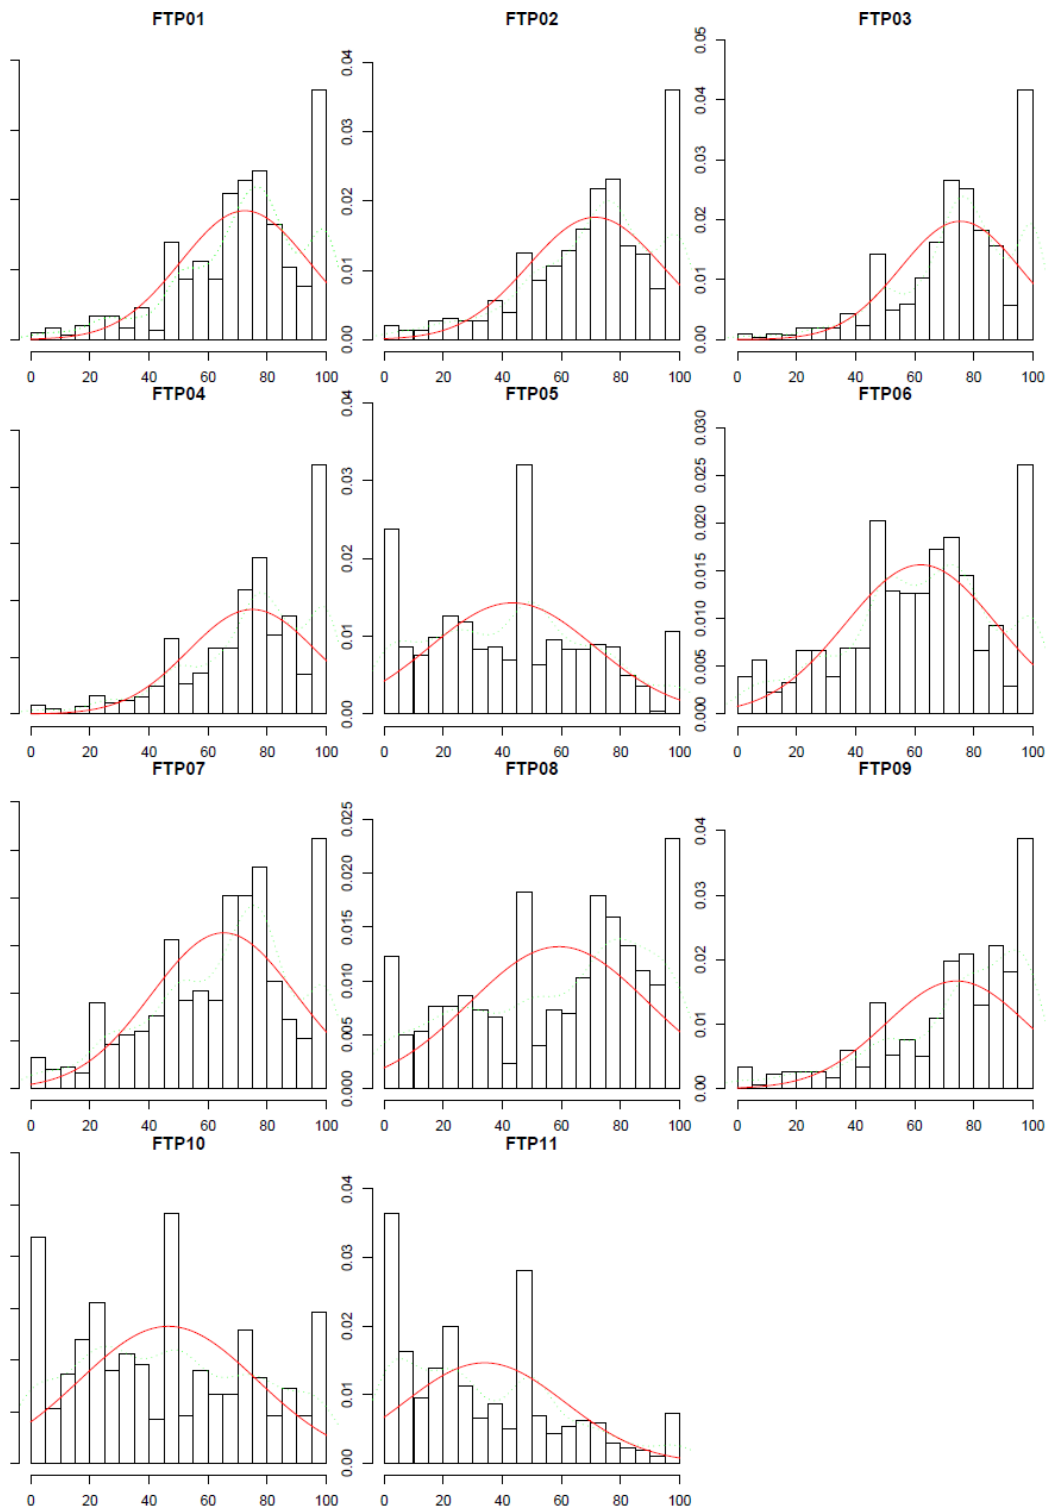 FTP01 FTP02 FTP03
0.00 0.01 0.02 0.03 0.04
0.00 0.01 0.02 0.03 0.04 0.05
0 20 40 60 80 100 0 20 40 60 80 100 0 20 40 60 80 100
FTP04 FTP05 FTP06
0.00 0.01 0.02 0.03 0.04
0.000 0.005 0.010 0.015 0.020 0.025 0.030
0 20 40 60 80 100 0 20 40 60 80 100 0 20 40 60 80 100
FTP07 FTP08 FTP09
0.000 0.005 0.010 0.015 0.020 0.025
0.00 0.01 0.02 0.03 0.04
0 20 40 60 80 100 0 20 40 60 80 100 0 20 40 60 80 100
FTP10 FTP11
0.00 0.01 0.02 0.03 0.04
0 20 40 60 80 100 0 20 40 60 80 100